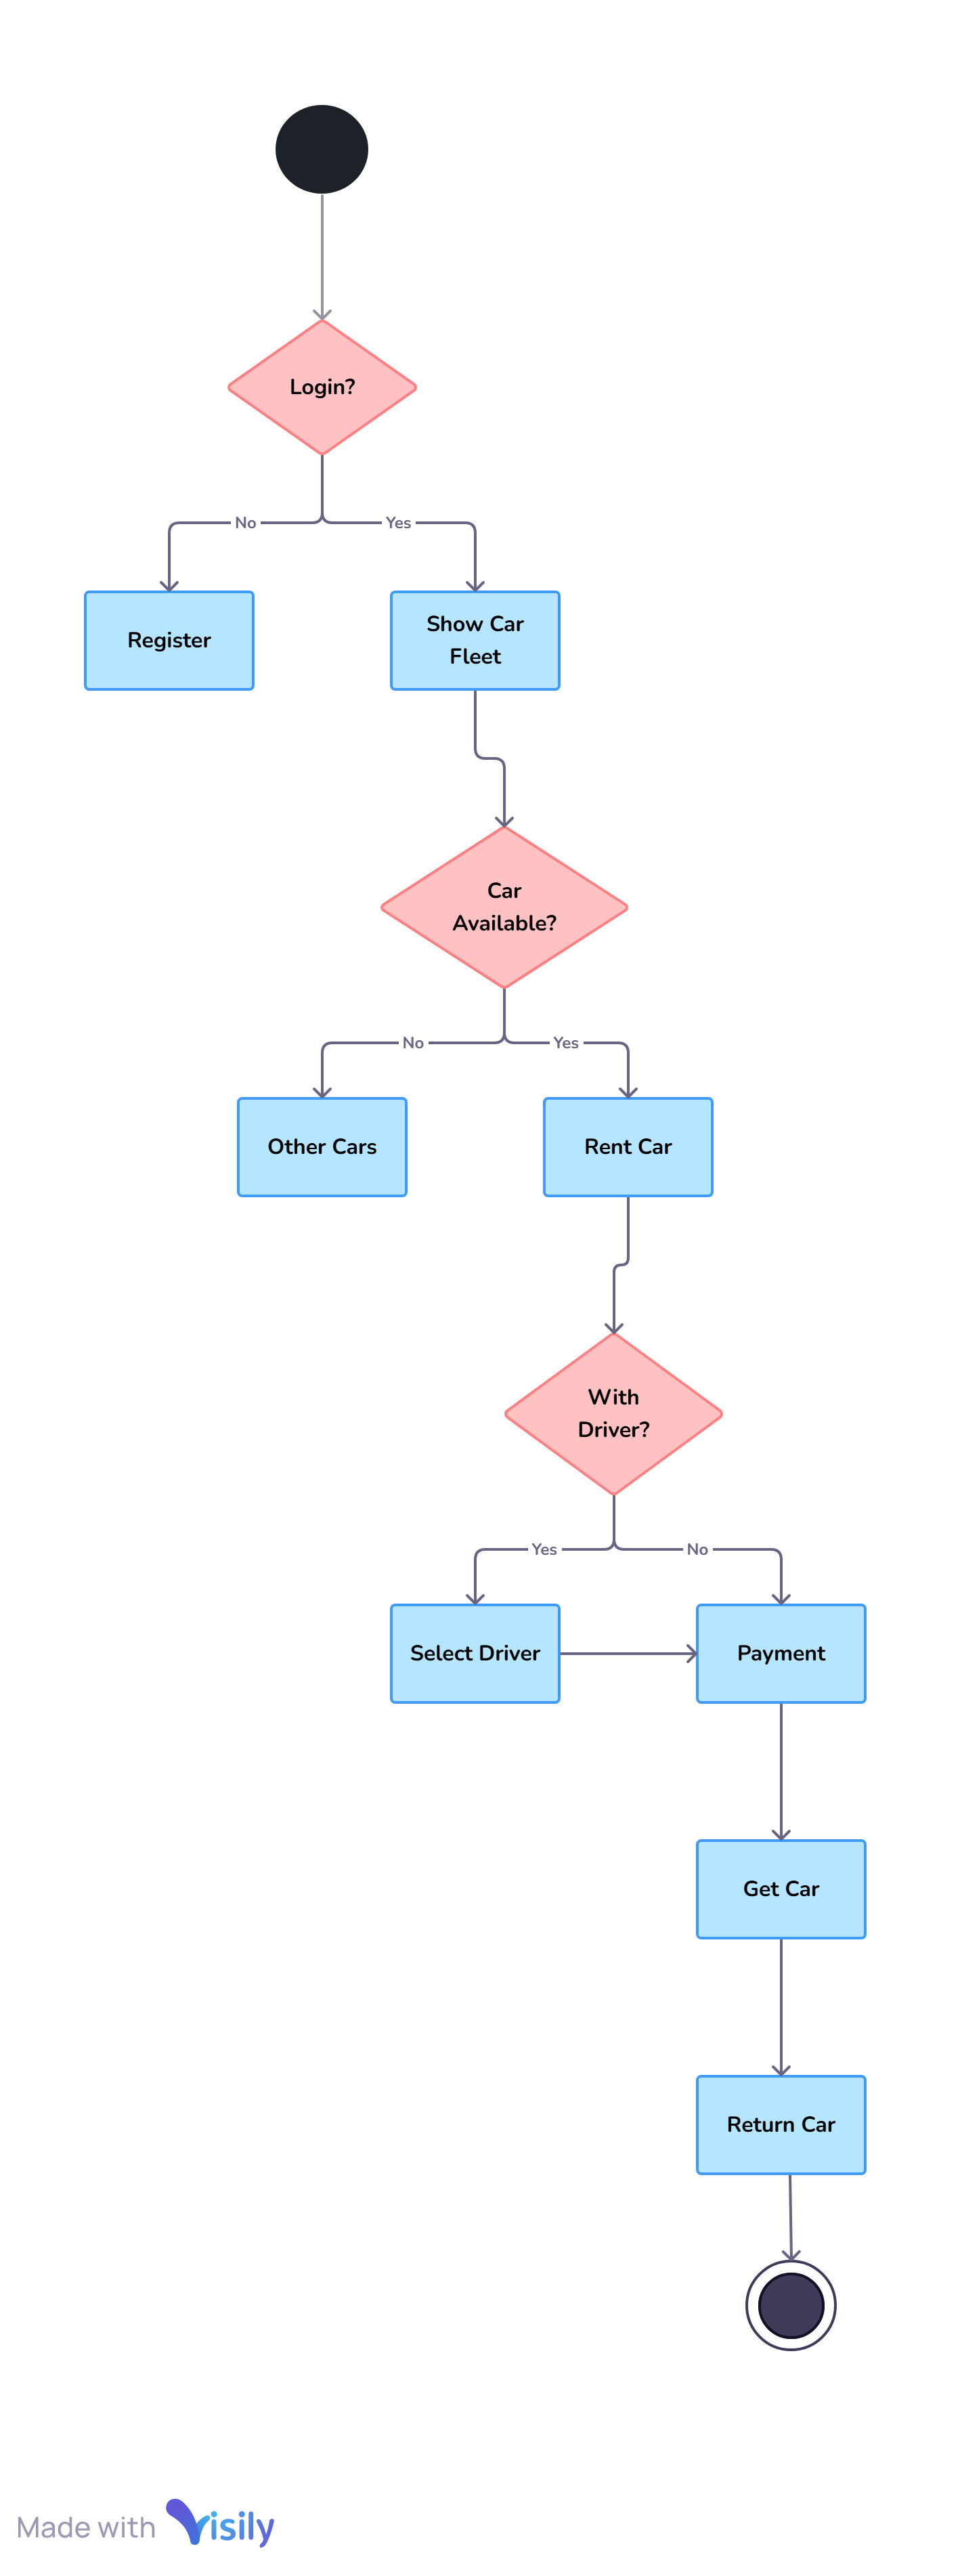 Login?
No
Yes
Register
Show Car
Fleet
Car
Available?
No
Yes
Other Cars
Rent Car
With
Driver?
Yes
No
Select Driver
Payment
Get Car
Return Car
Made with Visily